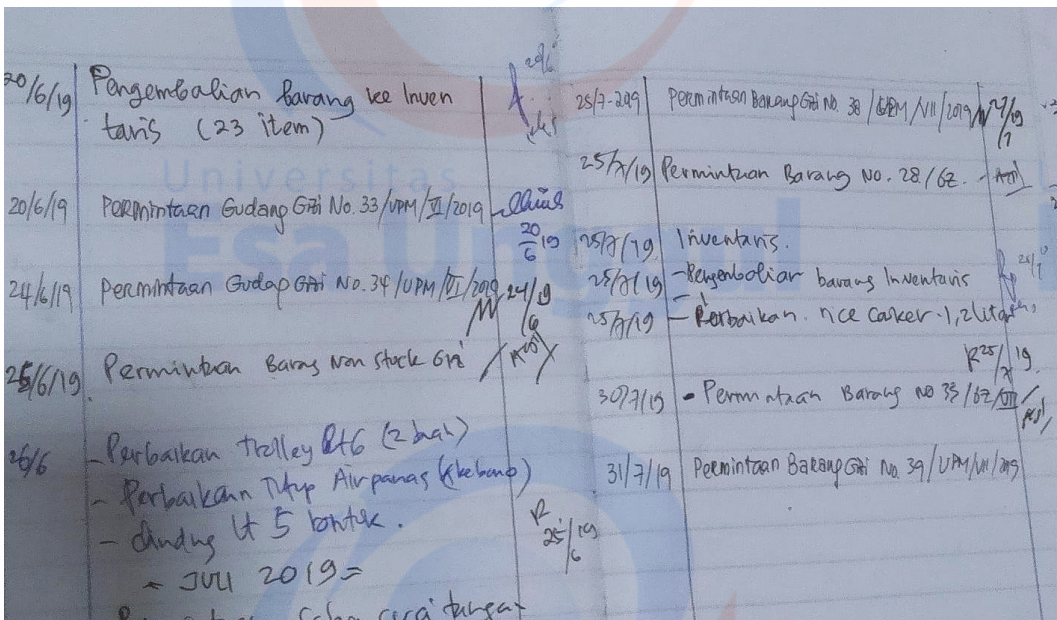 20/6/19 Pengembalian barang ke Inven
taris (23 item)
20/6/19 Permintaan Gudang Gizi No. 33/UPM/VI/2019
20/6 19
24/6/19 Permintaan Gudang Gizi No. 34/UPM/VI/2019 24/6/19
25/6/19 Permintaan Barang Non Stock Gizi
26/6 - Perbaikan Trolley (2 buah)
- Perbaikan Tutup Air panas
- dinding lt 5
25/6/19
= JULI 2019 =
25/7-2019 Permintaan Barang Gizi No. 38/UPM/VII/2019
25/7/19 Permintaan Barang No. 28/GZ.
25/7/19 Inventaris.
25/7/19 - Pengembalian barang Inventaris
25/7/19 - Perbaikan rice coker 1,2 liter
R 25/7 19
30/7/19 - Permintaan Barang No 33/GZ/VII
31/7/19 Permintaan Barang Gizi No. 39/UPM/VII/2019
Universitas
Esa Unggul